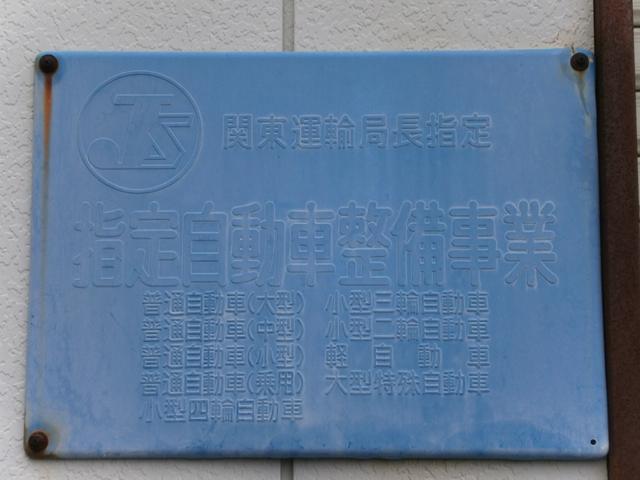 JTS 関東運輸局長指定
指定自動車整備事業
普通自動車(大型) 小型三輪自動車
普通自動車(中型) 小型二輪自動車
普通自動車(小型) 軽自動車
普通自動車(乗用) 大型特殊自動車
小型四輪自動車